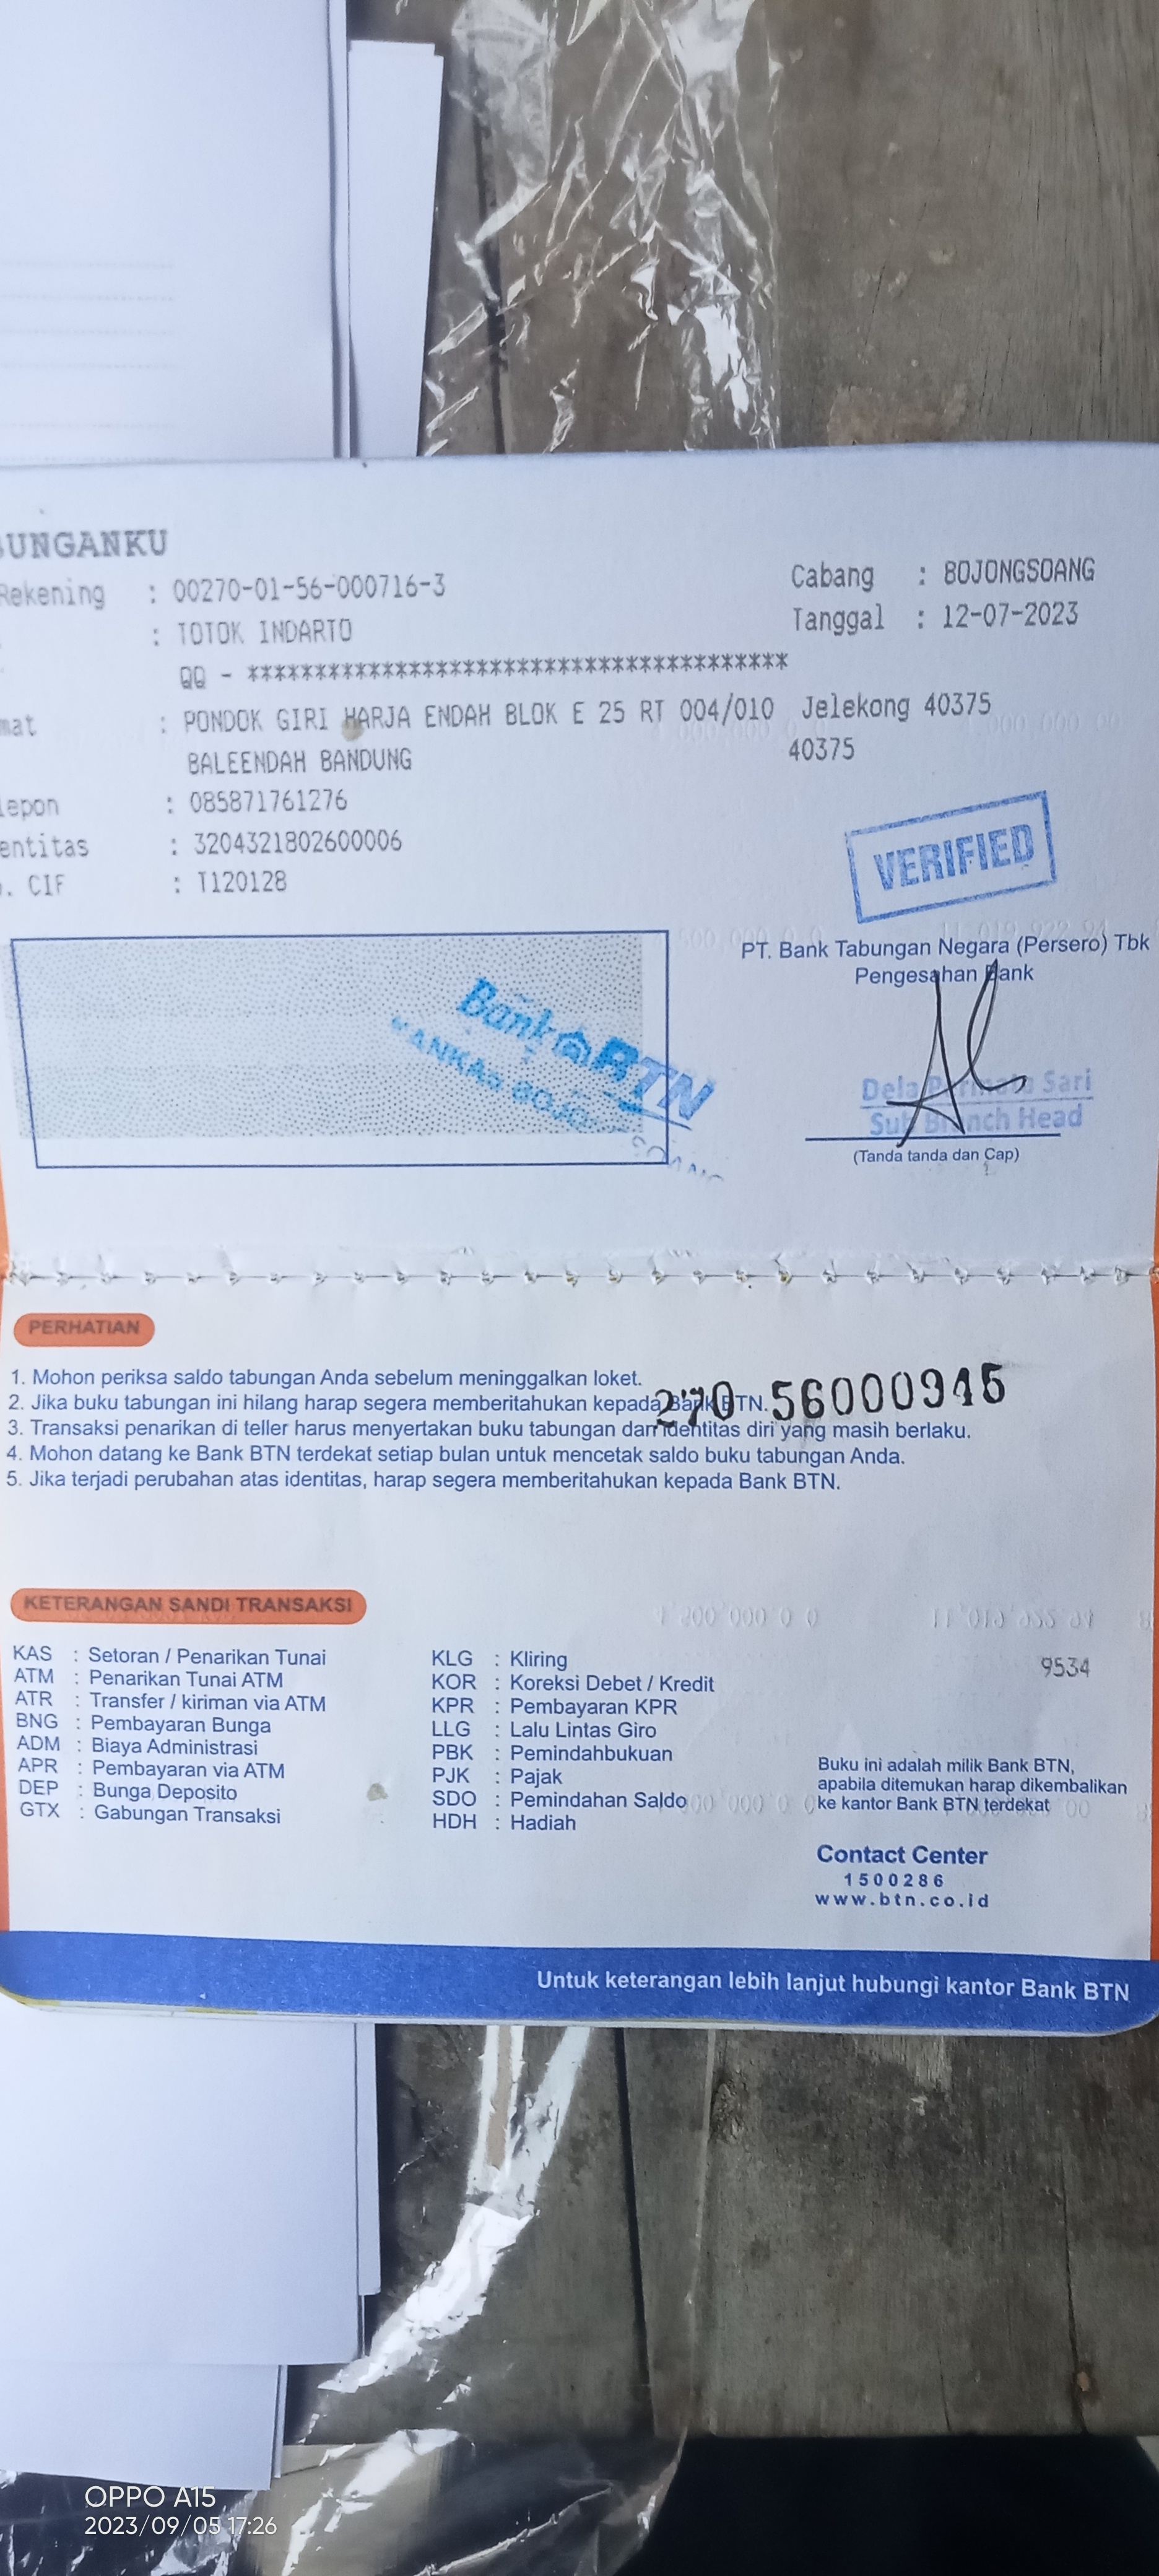 BUNGANKU
Rekening : 00270-01-56-000716-3
Cabang : BOJONGSOANG
: TOTOK INDARTO
Tanggal : 12-07-2023
QQ - ****************************************
mat : PONDOK GIRI HARJA ENDAH BLOK E 25 RT 004/010 Jelekong 40375
BALEENDAH BANDUNG 40375
lepon : 085871761276
entitas : 3204321802600006
. CIF : T120128
VERIFIED
PT. Bank Tabungan Negara (Persero) Tbk
Pengesahan Bank
Bank BTN
Dela Sari
Sub Branch Head
(Tanda tanda dan Cap)
PERHATIAN
1. Mohon periksa saldo tabungan Anda sebelum meninggalkan loket.
2. Jika buku tabungan ini hilang harap segera memberitahukan kepada Bank BTN.
270 56000946
3. Transaksi penarikan di teller harus menyertakan buku tabungan dan identitas diri yang masih berlaku.
4. Mohon datang ke Bank BTN terdekat setiap bulan untuk mencetak saldo buku tabungan Anda.
5. Jika terjadi perubahan atas identitas, harap segera memberitahukan kepada Bank BTN.
KETERANGAN SANDI TRANSAKSI
KAS : Setoran / Penarikan Tunai
ATM : Penarikan Tunai ATM
ATR : Transfer / kiriman via ATM
BNG : Pembayaran Bunga
ADM : Biaya Administrasi
APR : Pembayaran via ATM
DEP : Bunga Deposito
GTX : Gabungan Transaksi
KLG : Kliring
KOR : Koreksi Debet / Kredit
KPR : Pembayaran KPR
LLG : Lalu Lintas Giro
PBK : Pemindahbukuan
PJK : Pajak
SDO : Pemindahan Saldo
HDH : Hadiah
9534
Buku ini adalah milik Bank BTN,
apabila ditemukan harap dikembalikan
ke kantor Bank BTN terdekat
Contact Center
1500286
www.btn.co.id
Untuk keterangan lebih lanjut hubungi kantor Bank BTN
OPPO A15
2023/09/05 17:26